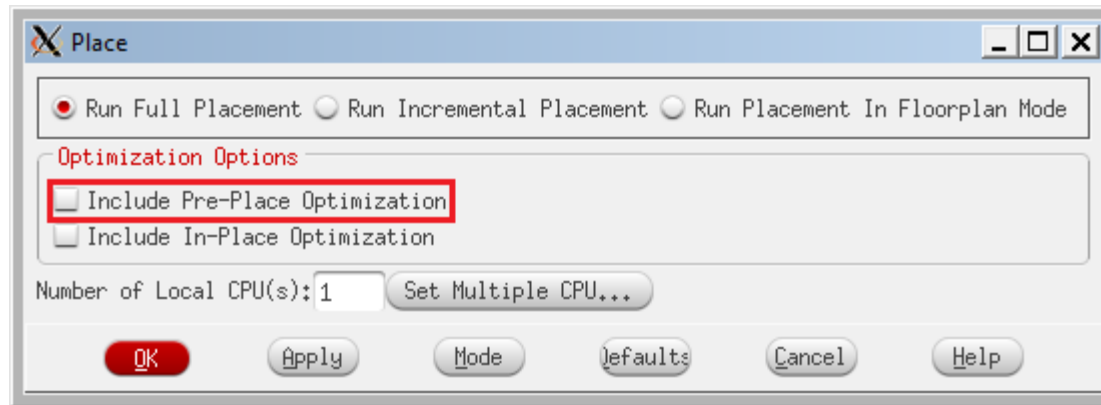 Place
Run Full Placement Run Incremental Placement Run Placement In Floorplan Mode
Optimization Options
Include Pre-Place Optimization
Include In-Place Optimization
Number of Local CPU(s): 1 Set Multiple CPU...
OK Apply Mode Defaults Cancel Help